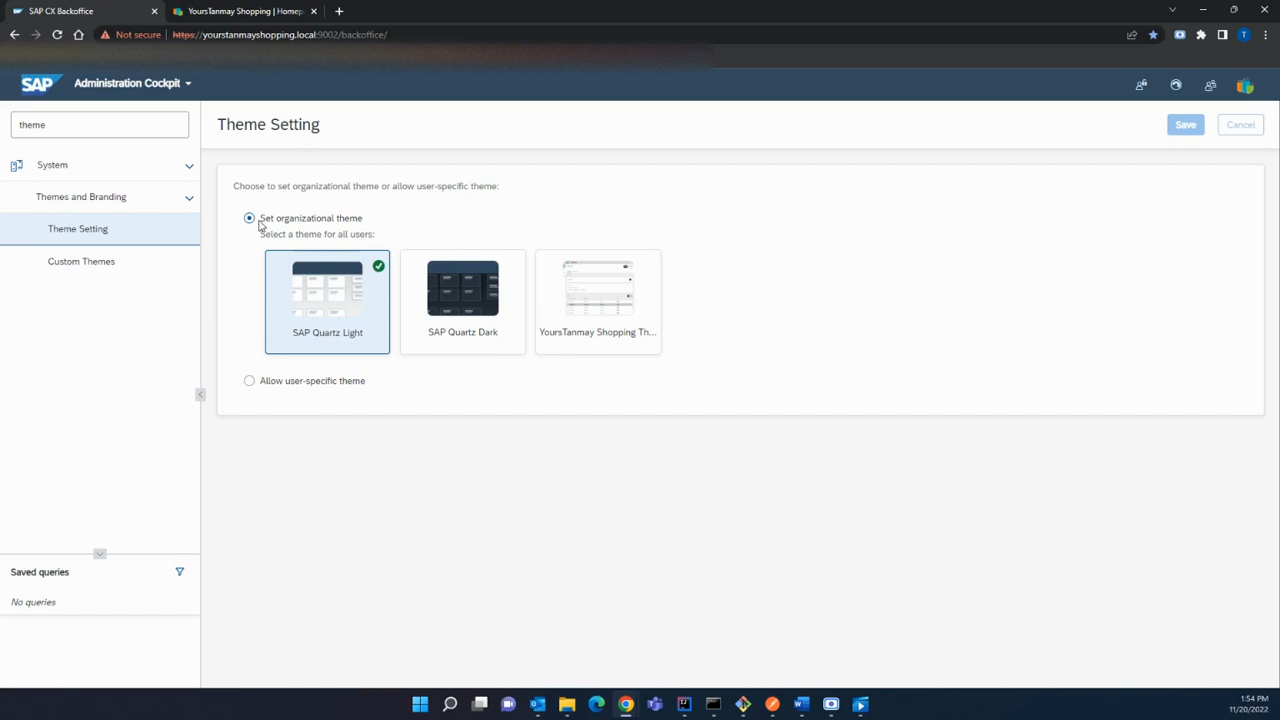 SAP CX Backoffice
YoursTanmay Shopping | Homep
Not secure
https://yourstanmayshopping.local:9002/backoffice/
T
SAP
Administration Cockpit
theme
System
Themes and Branding
Theme Setting
Custom Themes
Saved queries
No queries
Theme Setting
Save
Cancel
Choose to set organizational theme or allow user-specific theme:
Set organizational theme
Select a theme for all users:
SAP Quartz Light
SAP Quartz Dark
YoursTanmay Shopping Th...
Allow user-specific theme
1:54 PM
11/20/2022